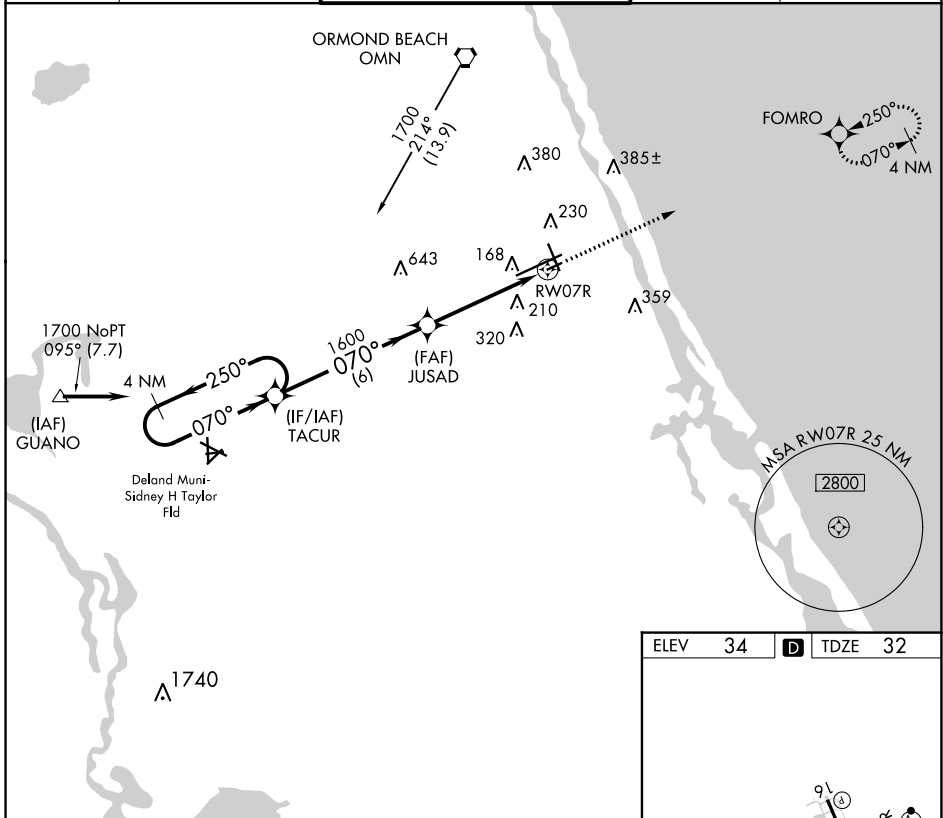 ORMOND BEACH
OMN
1700
214°
(13.9)
FOMRO
250°
070°
4 NM
380
385±
230
643
168
RW07R
210
320
359
1700 NoPT
095° (7.7)
4 NM
250°
070°
1600
070°
(6)
(FAF)
JUSAD
(IAF)
GUANO
(IF/IAF)
TACUR
Deland Muni-
Sidney H Taylor
Fld
MSA RW07R 25 NM
2800
1740
ELEV 34 D TDZE 32
16
P